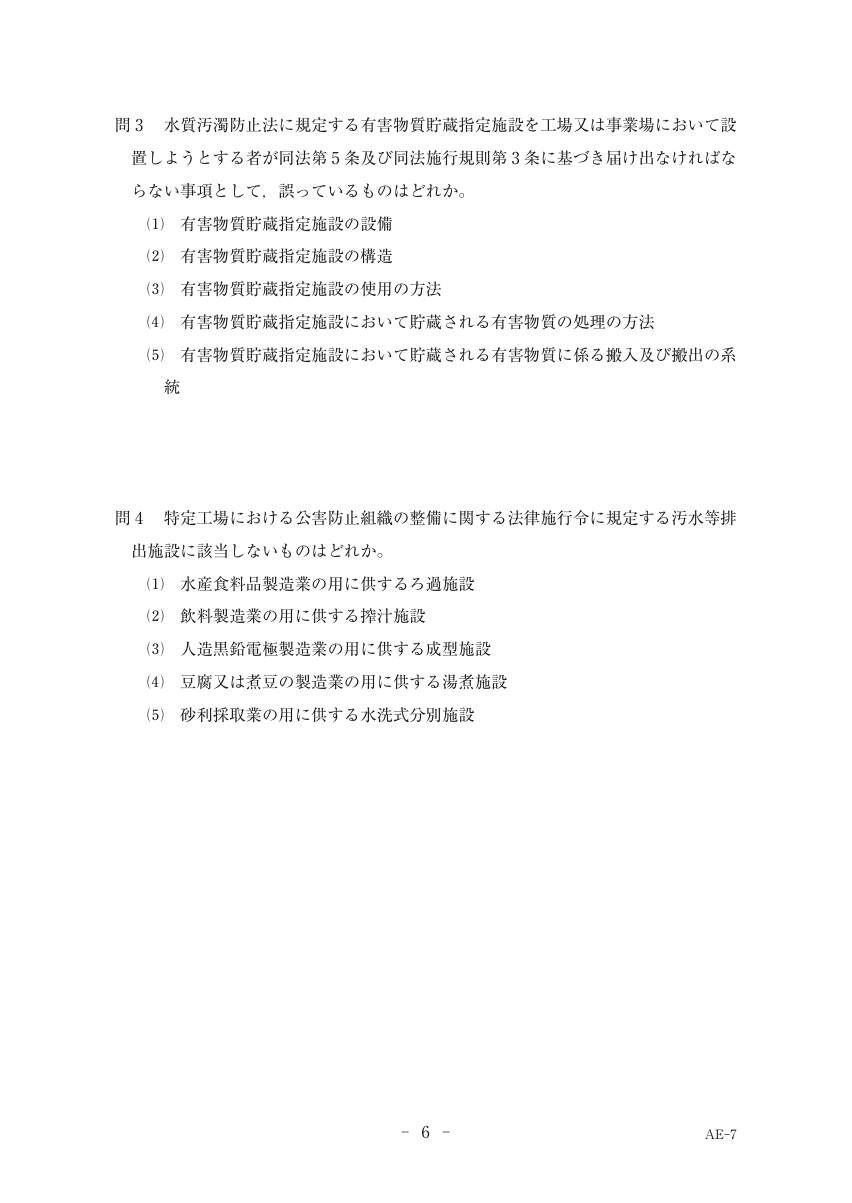 問3 水質汚濁防止法に規定する有害物質貯蔵指定施設を工場又は事業場において設
置しようとする者が同法第5条及び同法施行規則第3条に基づき届け出なければな
らない事項として，誤っているものはどれか。
(1) 有害物質貯蔵指定施設の設備
(2) 有害物質貯蔵指定施設の構造
(3) 有害物質貯蔵指定施設の使用の方法
(4) 有害物質貯蔵指定施設において貯蔵される有害物質の処理の方法
(5) 有害物質貯蔵指定施設において貯蔵される有害物質に係る搬入及び搬出の系
統
問4 特定工場における公害防止組織の整備に関する法律施行令に規定する汚水等排
出施設に該当しないものはどれか。
(1) 水産食料品製造業の用に供するろ過施設
(2) 飲料製造業の用に供する搾汁施設
(3) 人造黒鉛電極製造業の用に供する成型施設
(4) 豆腐又は煮豆の製造業の用に供する湯煮施設
(5) 砂利採取業の用に供する水洗式分別施設
- 6 -
AE-7